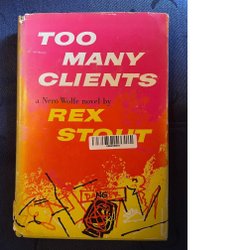 TOO
MANY
CLIENTS
a Nero Wolfe novel by
REX
STOUT